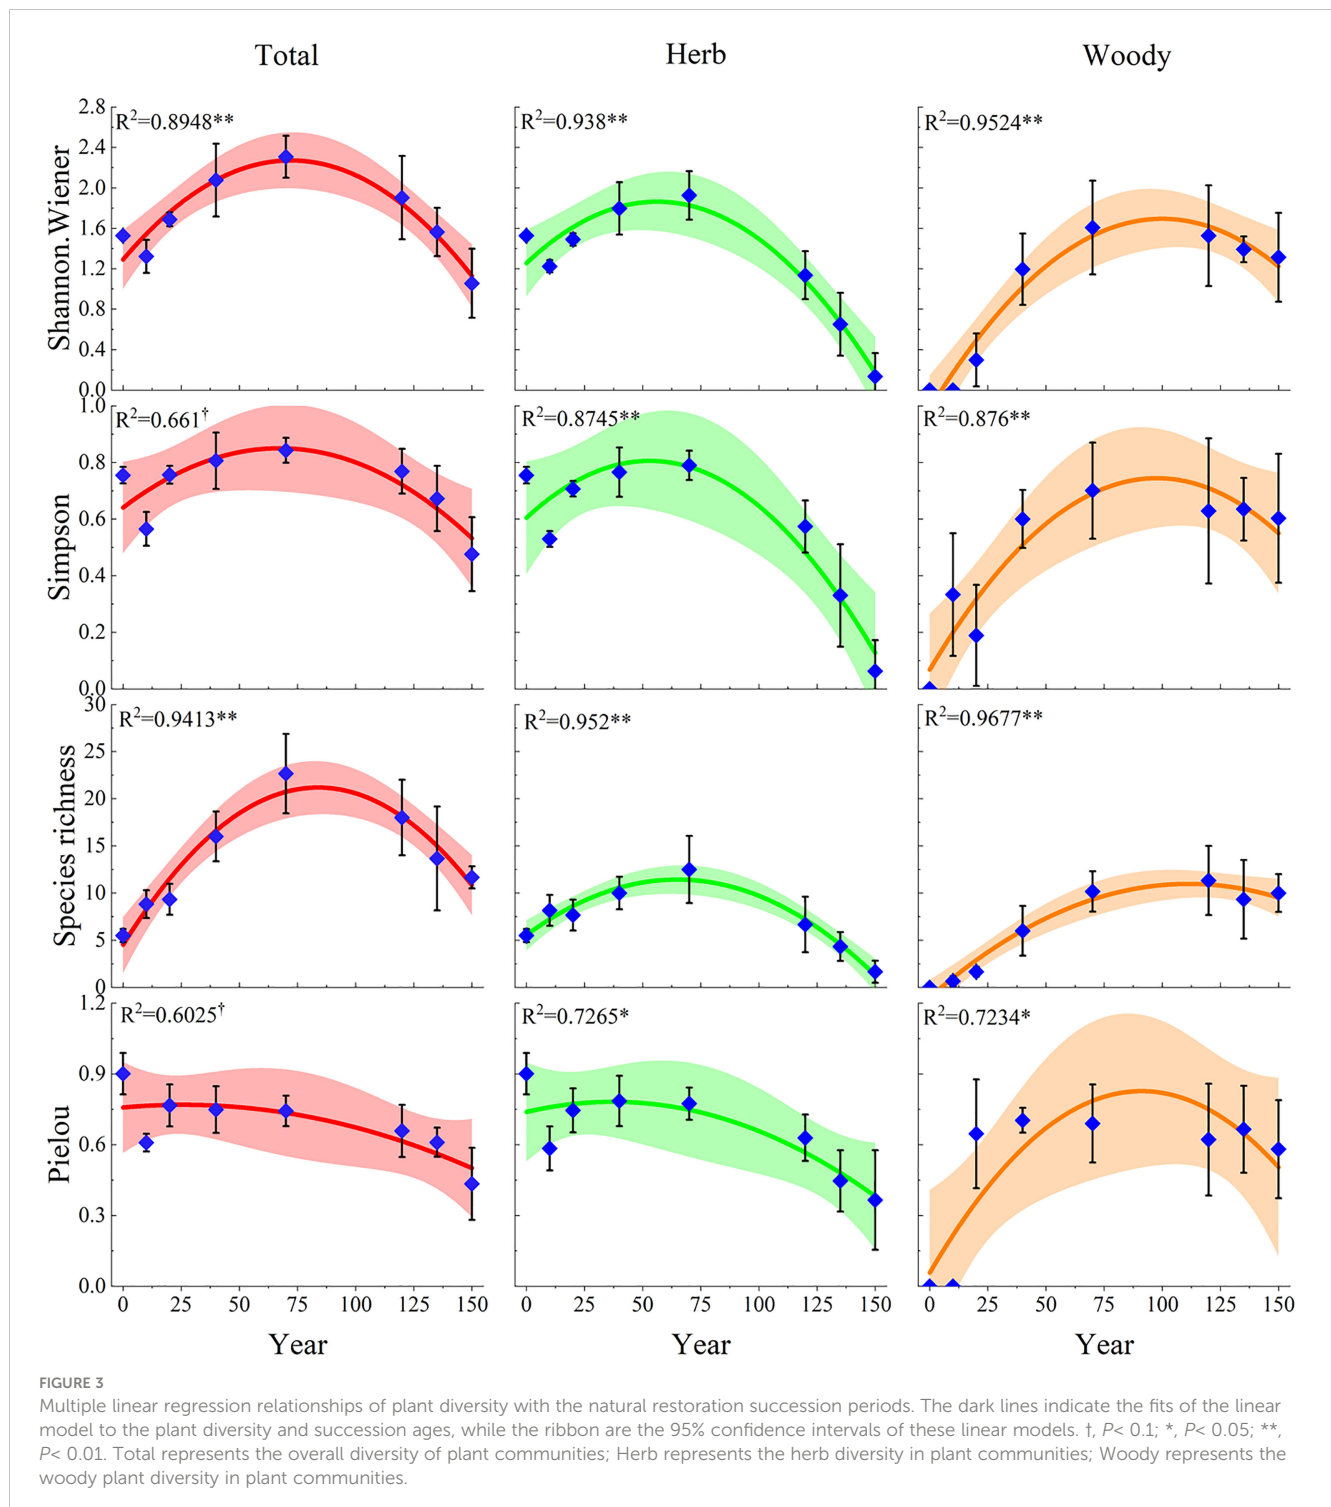 Total Herb Woody
Shannon.Wiener
2.8
2.4
2.0
1.6
1.2
0.8
0.4
0.0
R²=0.8948**
R²=0.938**
R²=0.9524**
Simpson
1.0
0.8
0.6
0.4
0.2
0.0
R²=0.661†
R²=0.8745**
R²=0.876**
Species richness
30
25
20
15
10
5
0
R²=0.9413**
R²=0.952**
R²=0.9677**
Pielou
1.2
0.9
0.6
0.3
0.0
R²=0.6025†
R²=0.7265*
R²=0.7234*
0 25 50 75 100 125 150
0 25 50 75 100 125 150
0 25 50 75 100 125 150
Year Year Year
FIGURE 3
Multiple linear regression relationships of plant diversity with the natural restoration succession periods. The dark lines indicate the fits of the linear
model to the plant diversity and succession ages, while the ribbon are the 95% confidence intervals of these linear models. †, P< 0.1; *, P< 0.05; **,
P< 0.01. Total represents the overall diversity of plant communities; Herb represents the herb diversity in plant communities; Woody represents the
woody plant diversity in plant communities.